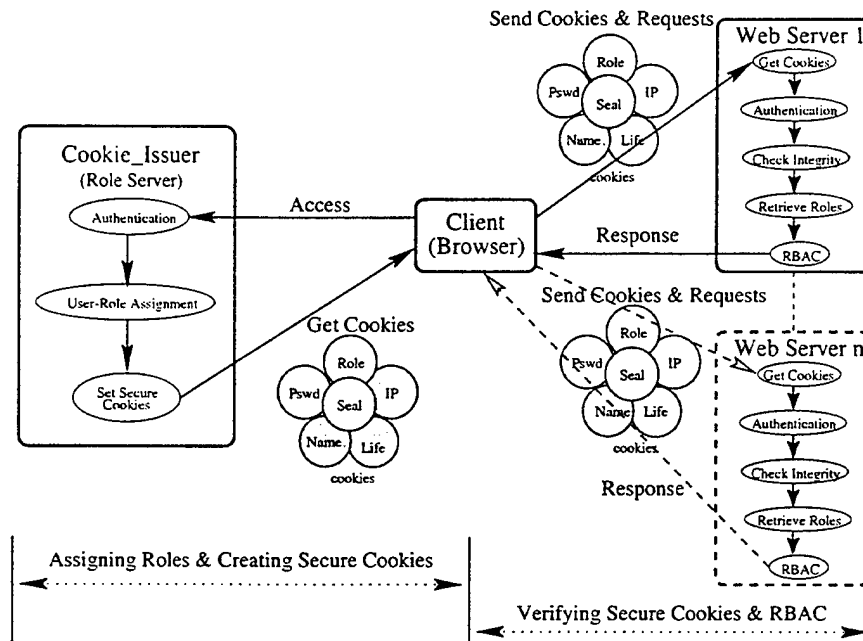 Send Cookies & Requests
Role
Pswd
IP
Seal
Name.
Life
cookies
Web Server 1
Get Cookies
Authentication
Check Integrity
Retrieve Roles
RBAC
Cookie_Issuer
(Role Server)
Authentication
User-Role Assignment
Set Secure
Cookies
Access
Client
(Browser)
Response
Get Cookies
Role
Pswd
IP
Seal
Name.
Life
cookies
Send Cookies & Requests
Role
Pswd
IP
Seal
Name
Life
cookies
Response
Web Server n
Get Cookies
Authentication
Check Integrity
Retrieve Roles
RBAC
Assigning Roles & Creating Secure Cookies
Verifying Secure Cookies & RBAC